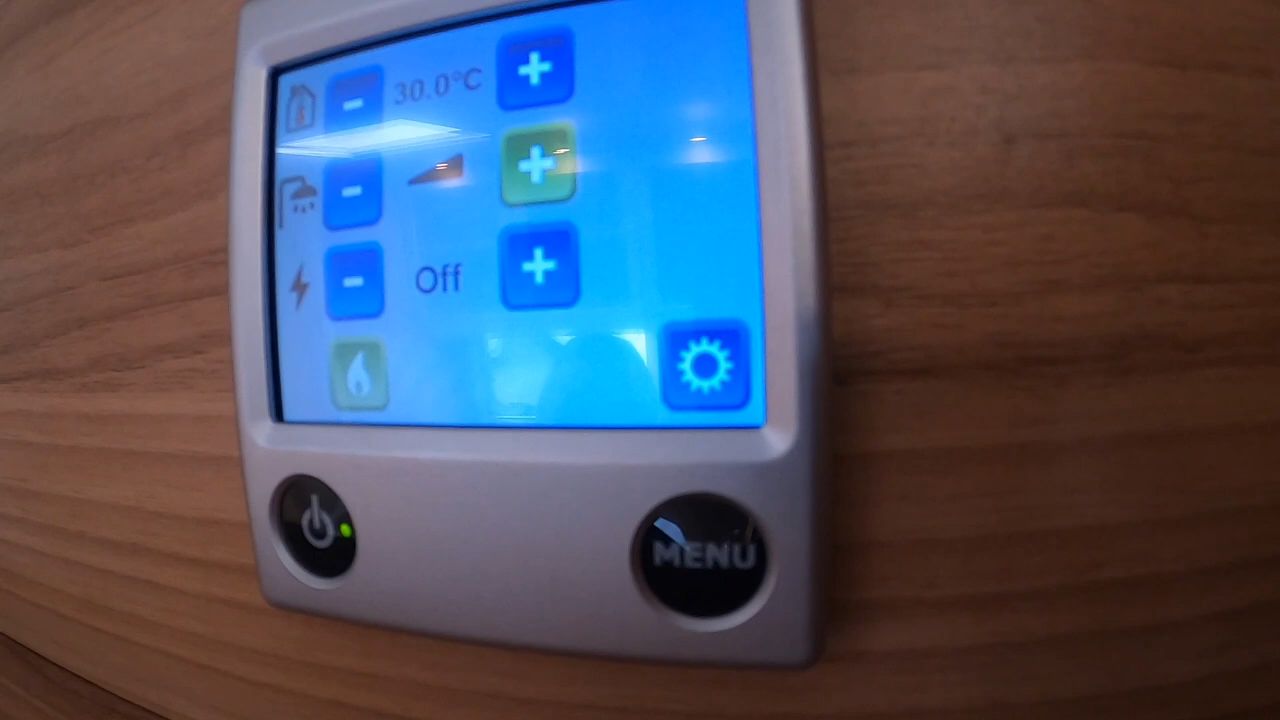 - 30.0°C +
- +
- Off +
MENU